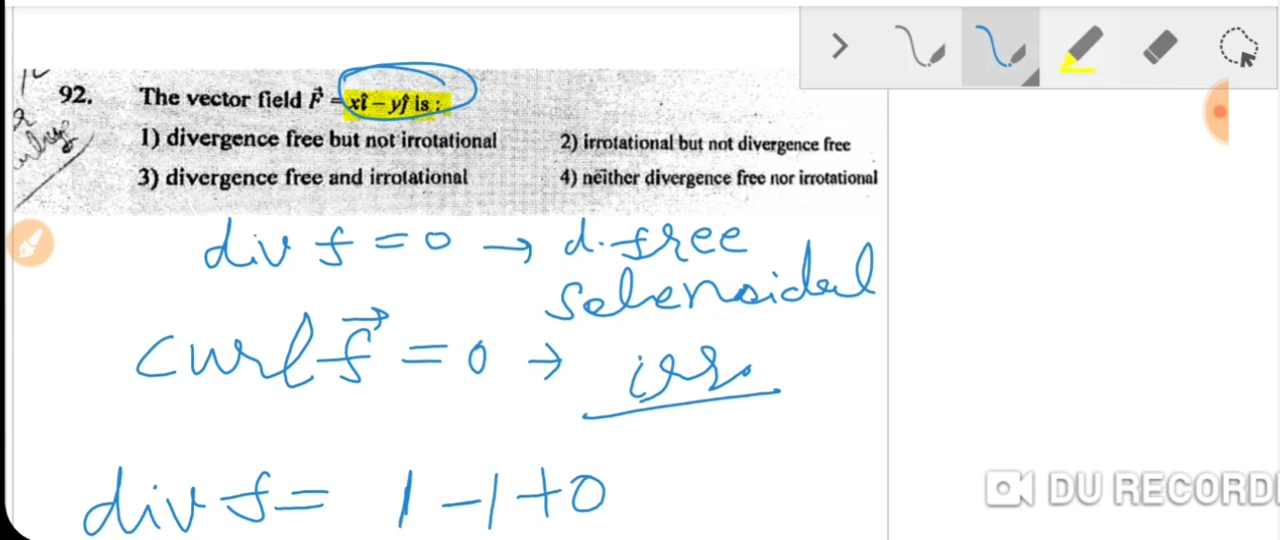 92. The vector field F⃗ = xî – yĵ is :
1) divergence free but not irrotational 2) irrotational but not divergence free
3) divergence free and irrotational 4) neither divergence free nor irrotational
div f = 0 → d. free
Solenoidal
curl f⃗ = 0 → irr.
div f = 1 - 1 + 0
DU RECORD